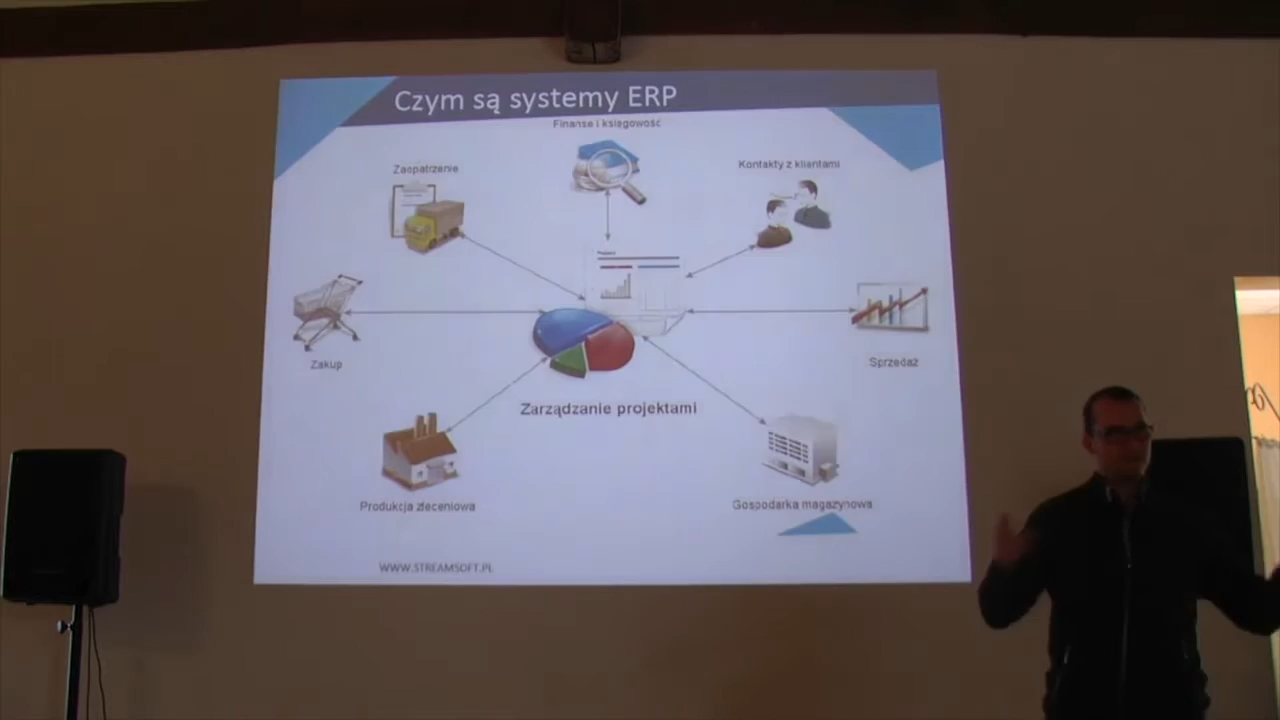 Czym są systemy ERP
Finanse i księgowość
Zaopatrzenie
Kontakty z klientami
Zakup
Sprzedaż
Zarządzanie projektami
Produkcja zleceniowa
Gospodarka magazynowa
WWW.STREAMSOFT.PL